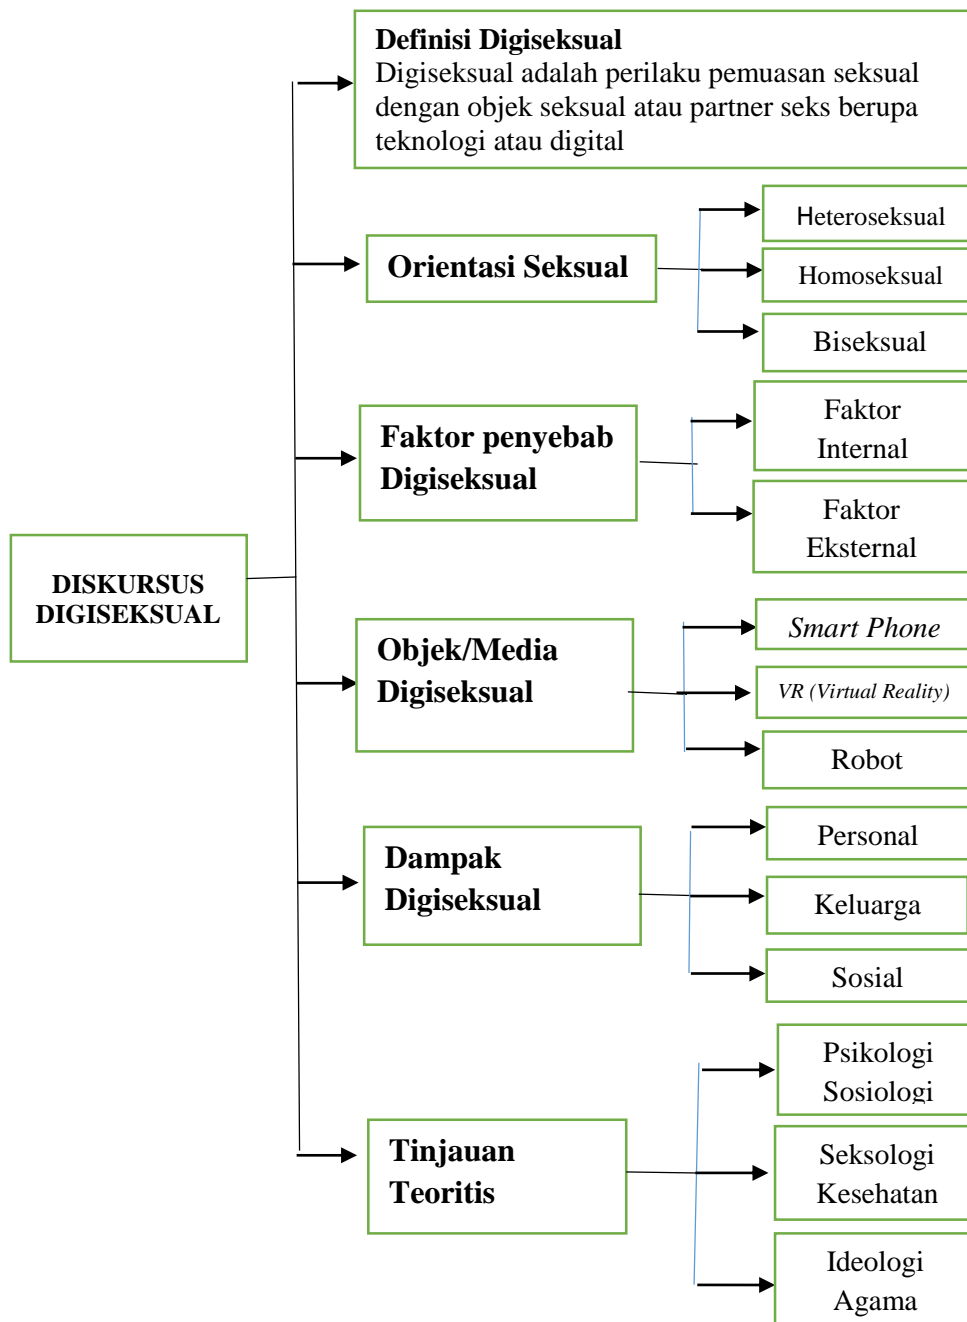 Definisi Digiseksual
Digiseksual adalah perilaku pemuasan seksual
dengan objek seksual atau partner seks berupa
teknologi atau digital
Heteroseksual
Orientasi Seksual
Homoseksual
Biseksual
Faktor penyebab
Digiseksual
Faktor
Internal
Faktor
Eksternal
DISKURSUS
DIGISEKSUAL
Objek/Media
Digiseksual
Smart Phone
VR (Virtual Reality)
Robot
Dampak
Digiseksual
Personal
Keluarga
Sosial
Tinjauan
Teoritis
Psikologi
Sosiologi
Seksologi
Kesehatan
Ideologi
Agama